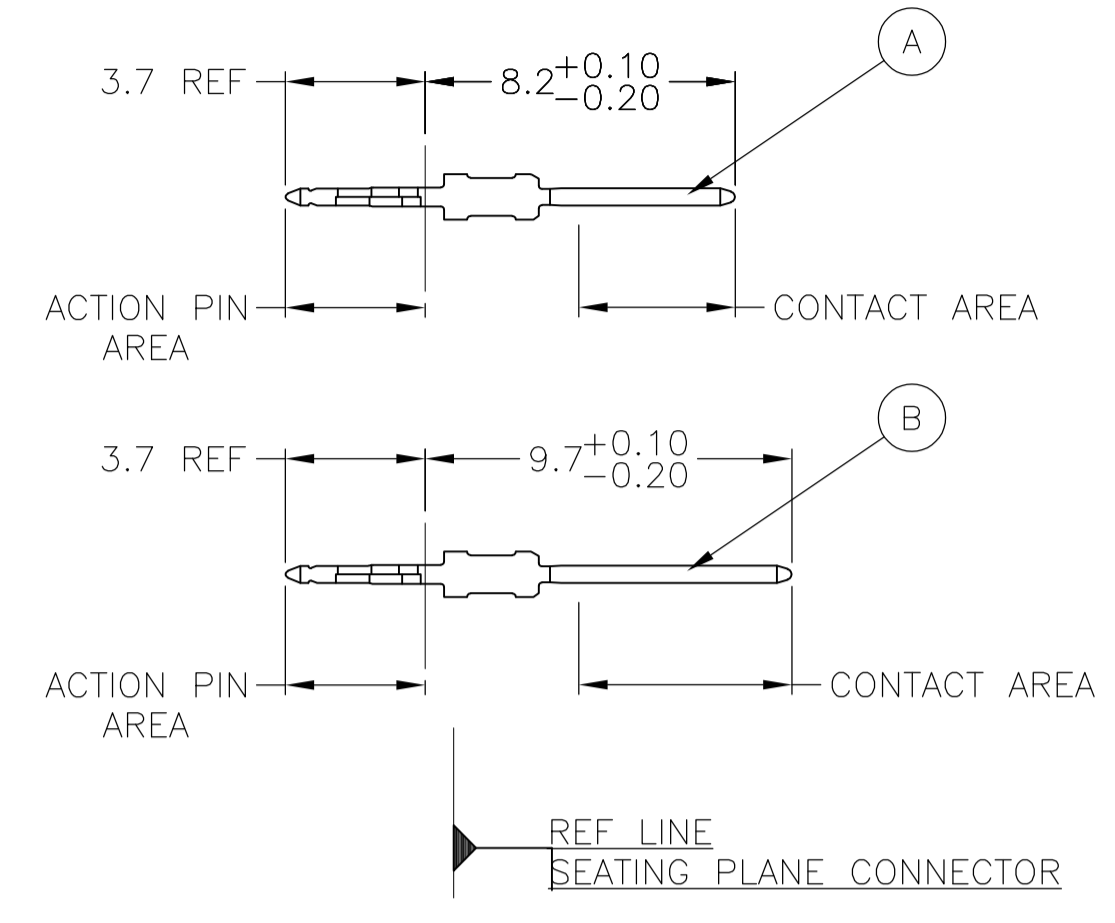 A
3.7 REF
8.2 +0.10 −0.20
ACTION PIN
AREA
CONTACT AREA
B
3.7 REF
9.7 +0.10 −0.20
ACTION PIN
AREA
CONTACT AREA
REF LINE
SEATING PLANE CONNECTOR